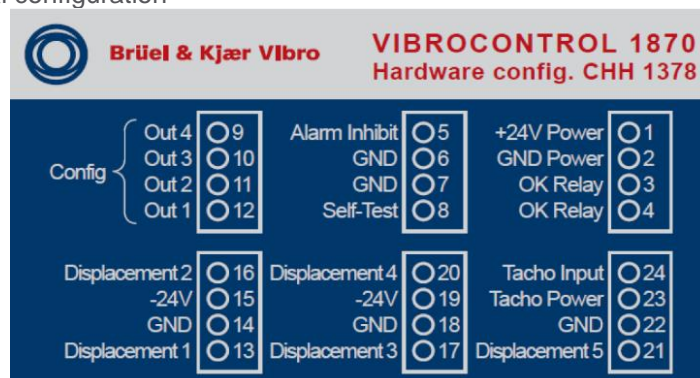 Brüel & Kjær Vibro
VIBROCONTROL 1870
Hardware config. CHH 1378
Config
Out 4 9
Out 3 10
Out 2 11
Out 1 12
Alarm Inhibit 5
GND 6
GND 7
Self-Test 8
+24V Power 1
GND Power 2
OK Relay 3
OK Relay 4
Displacement 2 16
-24V 15
GND 14
Displacement 1 13
Displacement 4 20
-24V 19
GND 18
Displacement 3 17
Tacho Input 24
Tacho Power 23
GND 22
Displacement 5 21